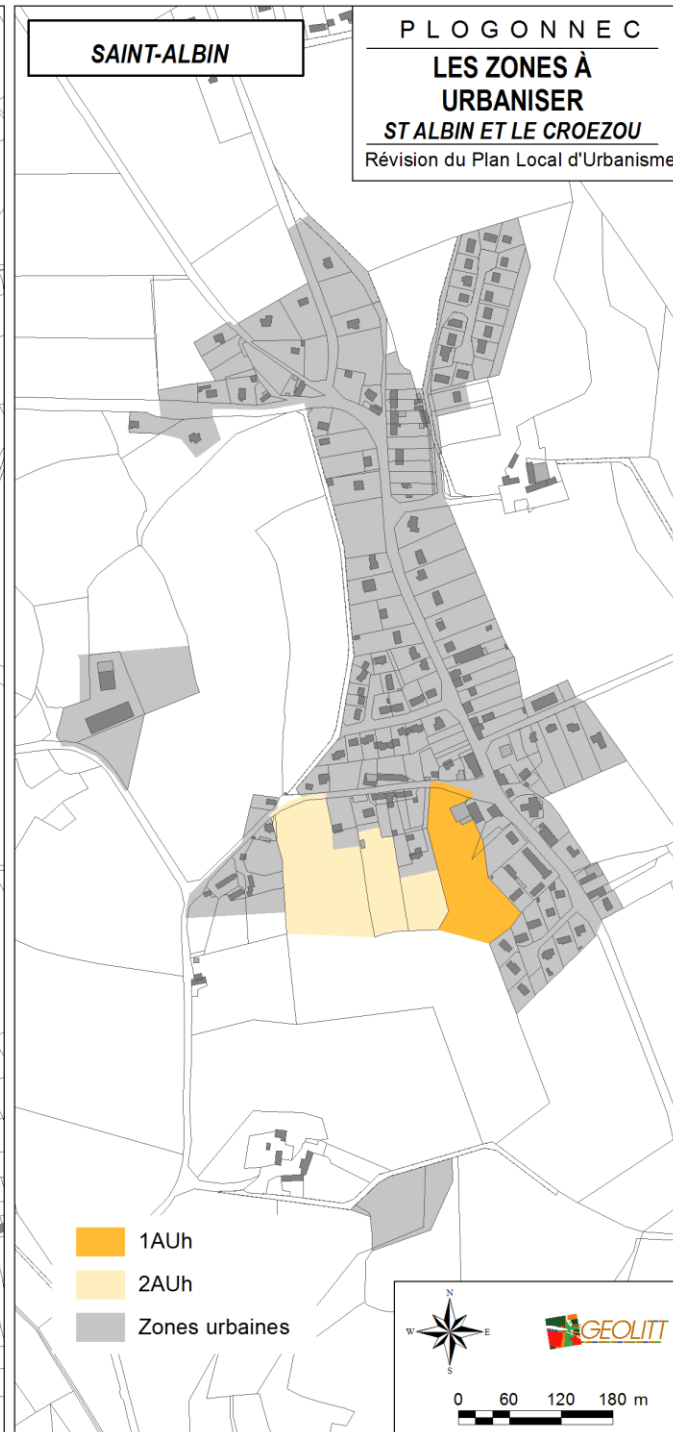 SAINT-ALBIN
PLOGONNEC
LES ZONES À
URBANISER
ST ALBIN ET LE CROEZOU
Révision du Plan Local d'Urbanisme
1AUh
2AUh
Zones urbaines
N
W E
S
GEOLITT
0 60 120 180 m